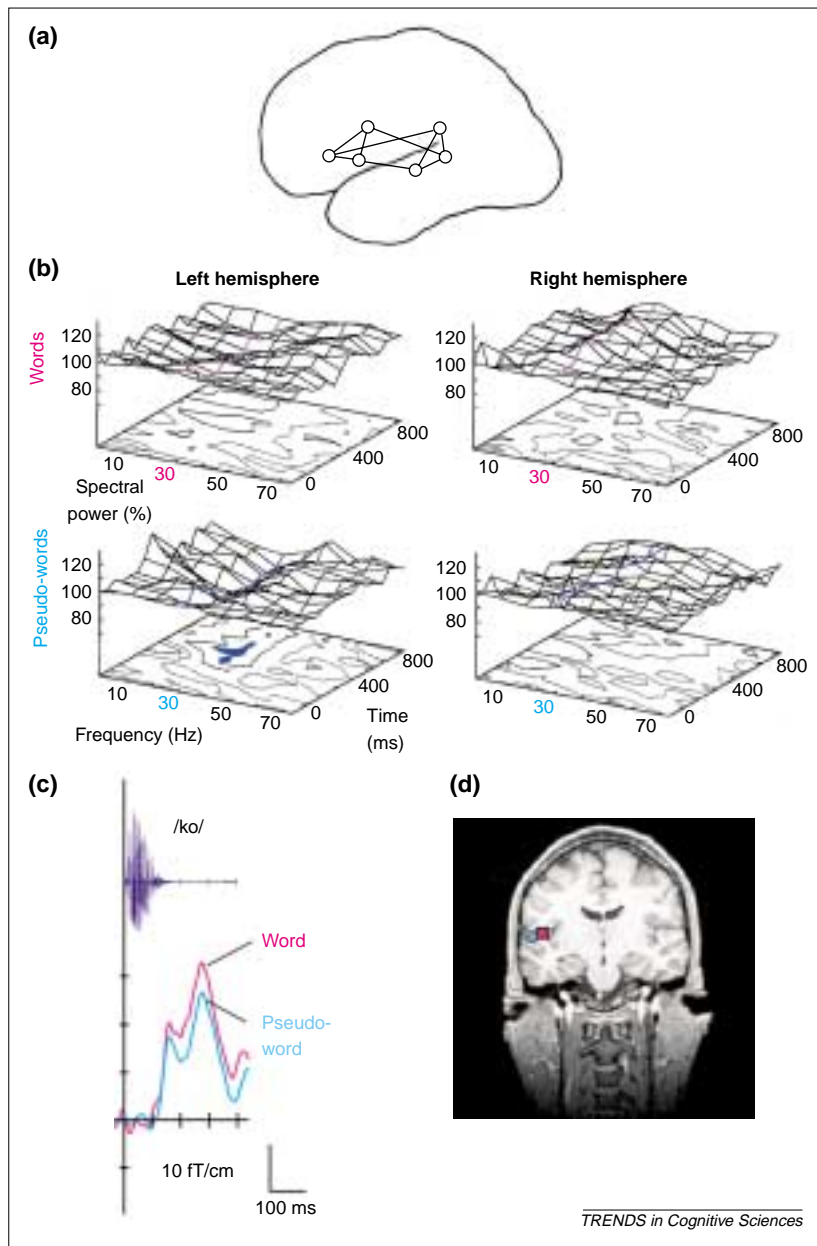 (a)
(b)
Left hemisphere
Right hemisphere
Words
120
100
80
10
30
50
70
0
400
800
Spectral
power (%)
120
100
80
10
30
50
70
0
400
800
Pseudo-words
120
100
80
10
30
50
70
0
400
800
Frequency (Hz)
Time
(ms)
120
100
80
10
30
50
70
0
400
800
(c)
/ko/
Word
Pseudo-
word
10 fT/cm
100 ms
(d)
TRENDS in Cognitive Sciences